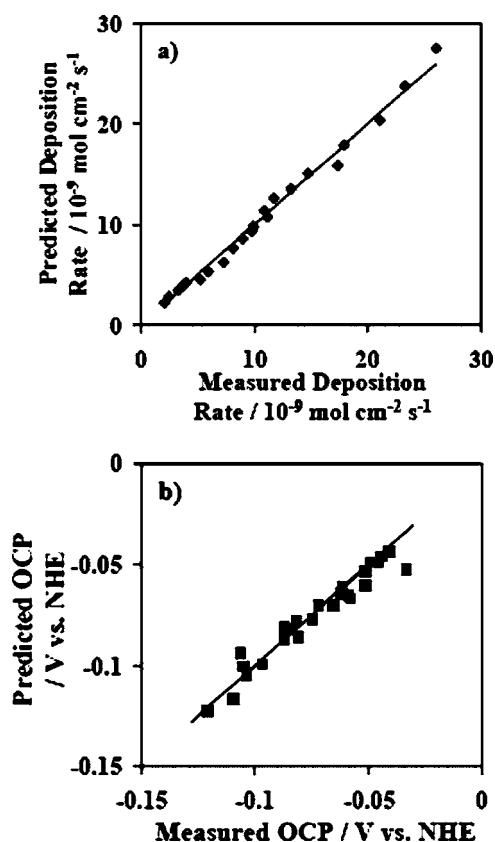 Predicted Deposition
Rate / 10⁻⁹ mol cm⁻² s⁻¹
30
a)
20
10
0
0 10 20 30
Measured Deposition
Rate / 10⁻⁹ mol cm⁻² s⁻¹
Predicted OCP
/ V vs. NHE
0
b)
-0.05
-0.1
-0.15
-0.15 -0.1 -0.05 0
Measured OCP / V vs. NHE